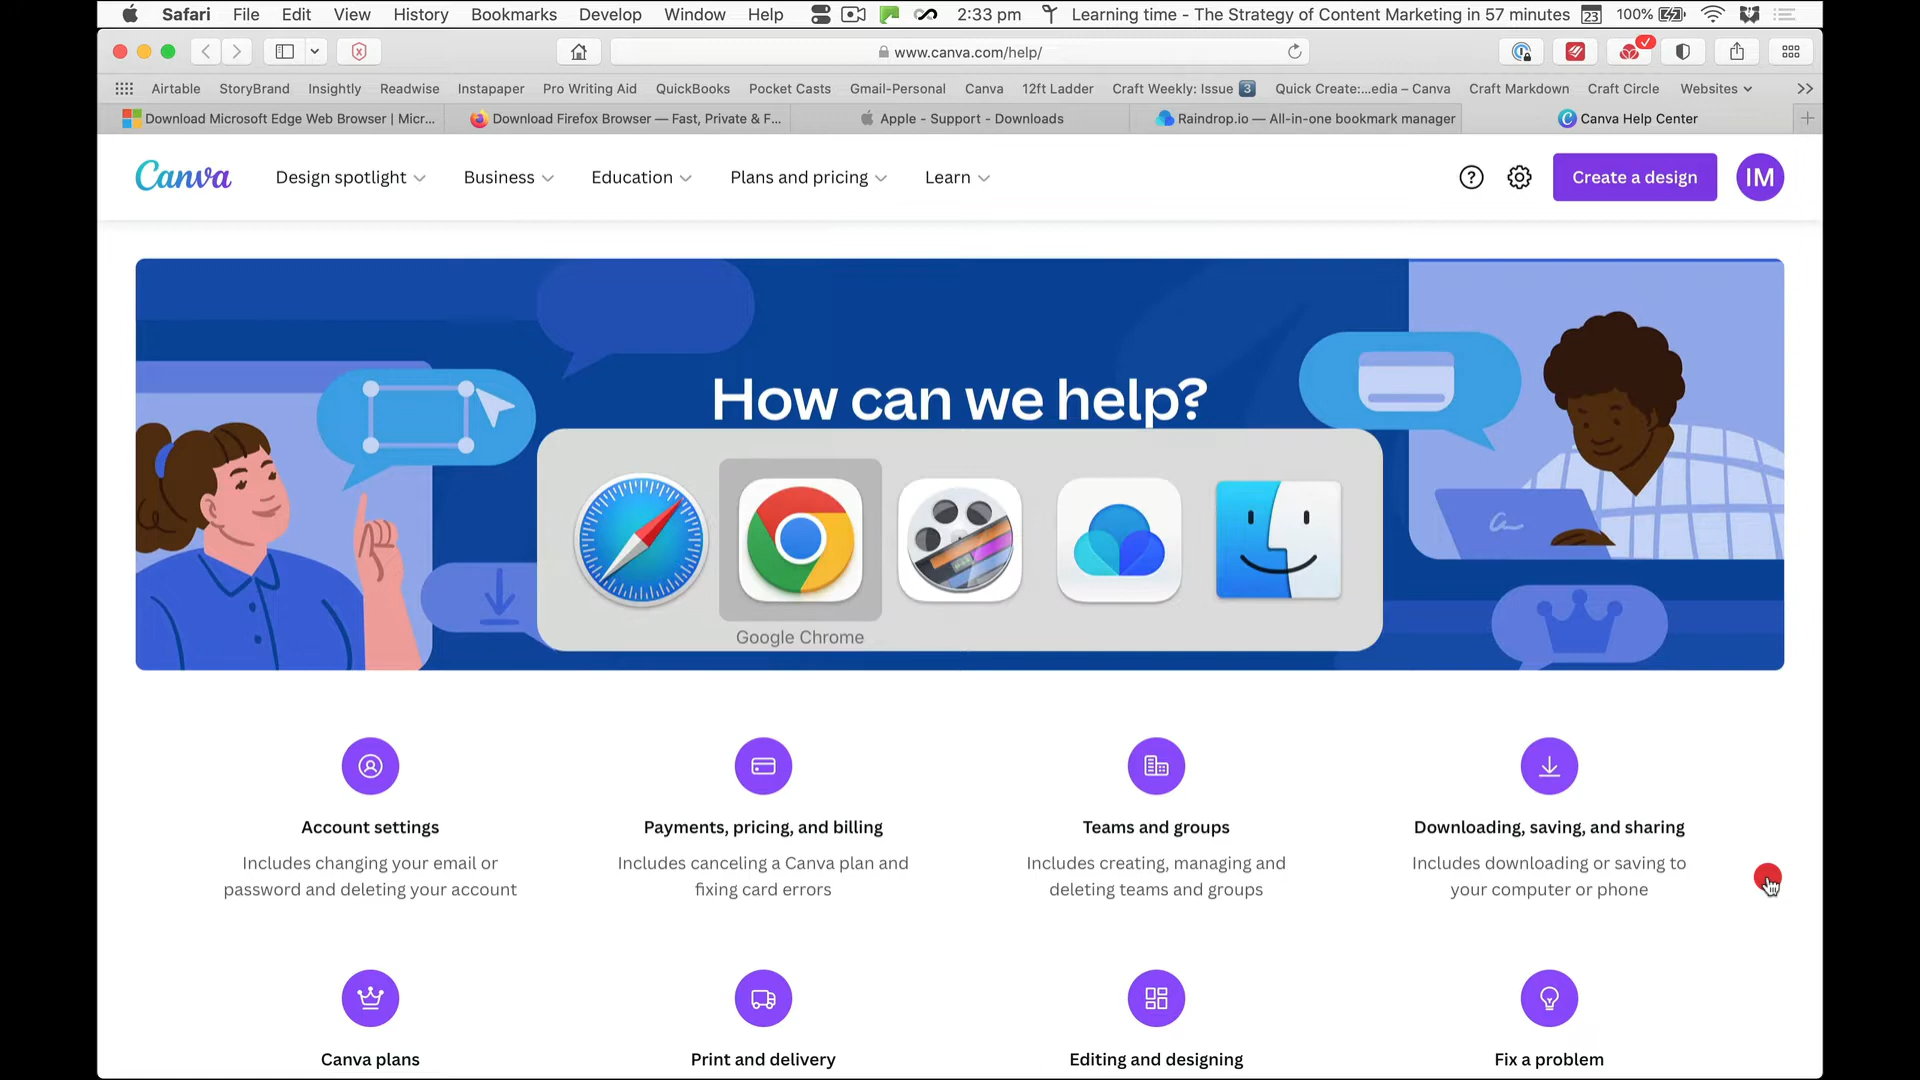 Safari File Edit View History Bookmarks Develop Window Help 2:33 pm Learning time - The Strategy of Content Marketing in 57 minutes 23 100%
www.canva.com/help/
Airtable StoryBrand Insightly Readwise Instapaper Pro Writing Aid QuickBooks Pocket Casts Gmail-Personal Canva 12ft Ladder Craft Weekly: Issue 3 Quick Create:...edia – Canva Craft Markdown Craft Circle Websites
Download Microsoft Edge Web Browser | Micr... Download Firefox Browser — Fast, Private & F... Apple - Support - Downloads Raindrop.io — All-in-one bookmark manager Canva Help Center
Canva Design spotlight Business Education Plans and pricing Learn ? Create a design IM
How can we help?
Google Chrome
Account settings Payments, pricing, and billing Teams and groups Downloading, saving, and sharing
Includes changing your email or Includes canceling a Canva plan and Includes creating, managing and Includes downloading or saving to
password and deleting your account fixing card errors deleting teams and groups your computer or phone
Canva plans Print and delivery Editing and designing Fix a problem